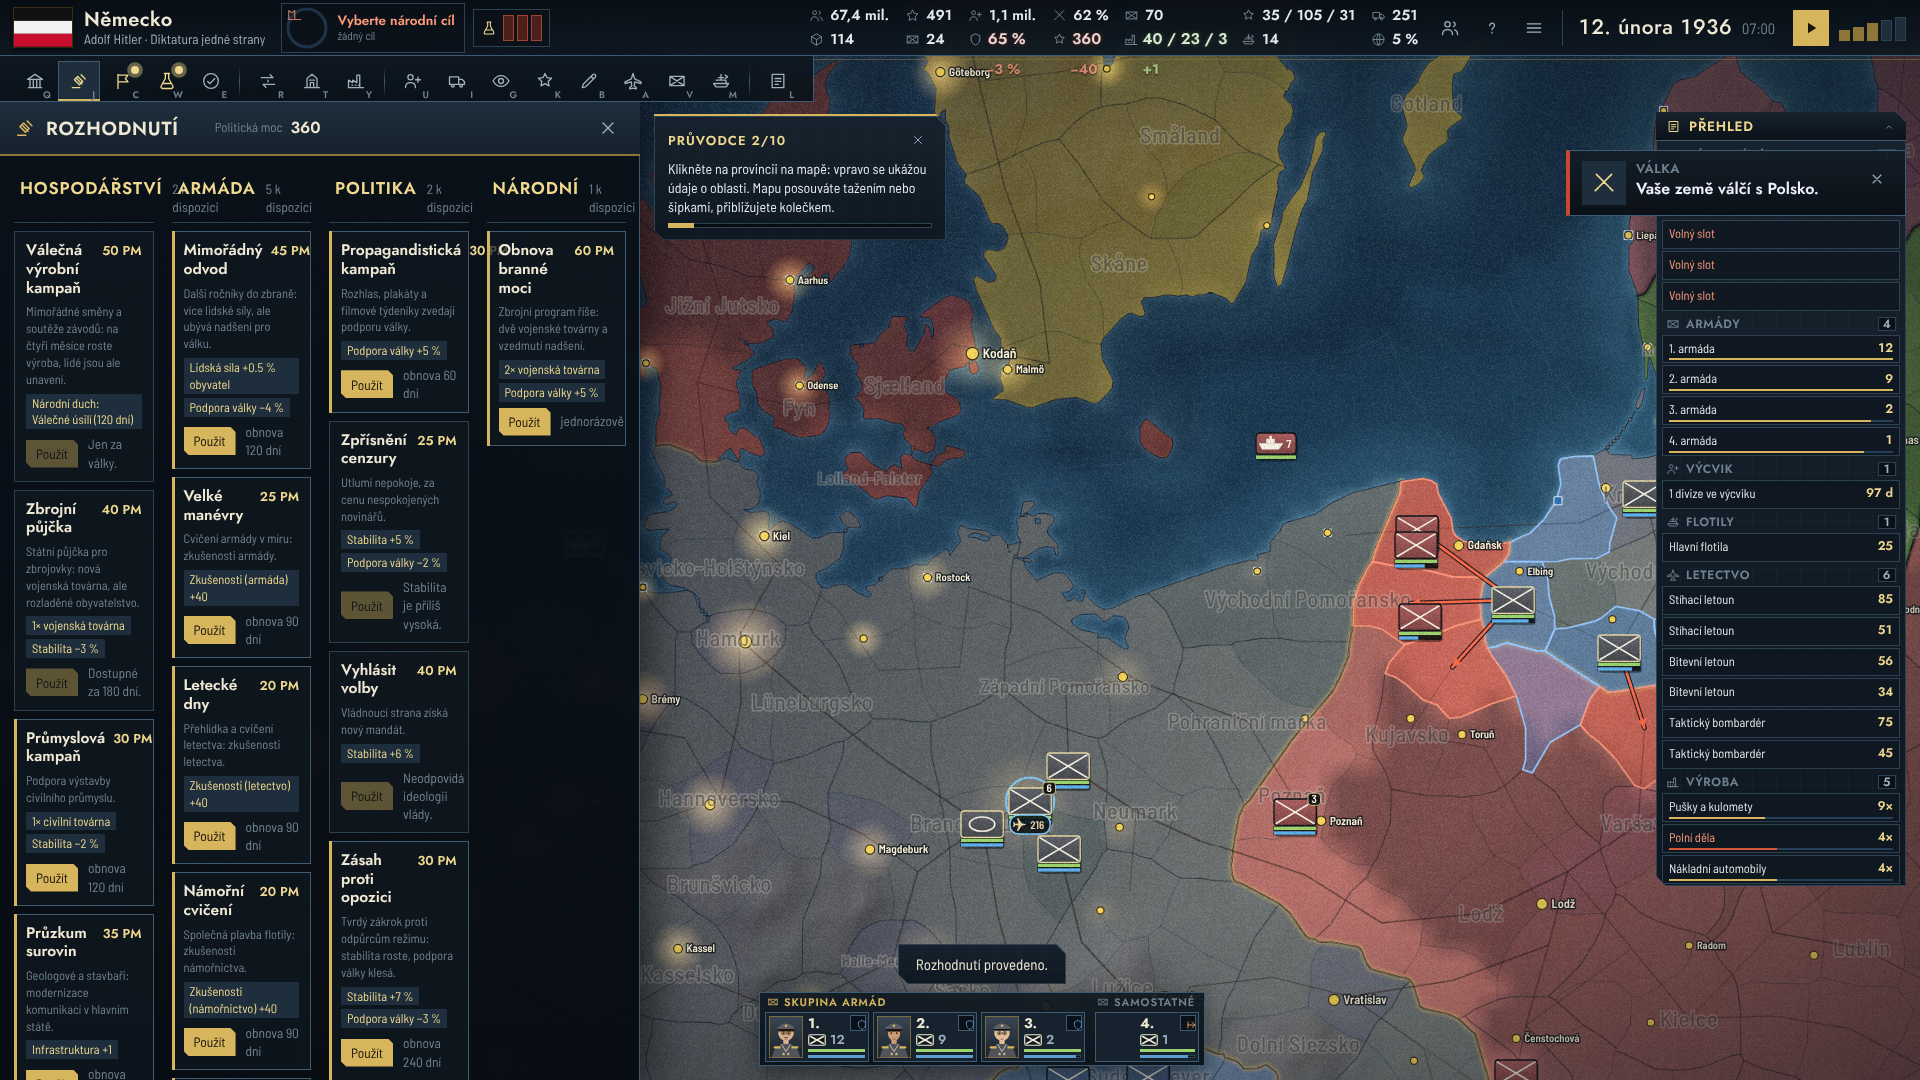 Německo
Adolf Hitler · Diktatura jedné strany
Vyberte národní cíl
žádný cíl
67,4 mil.
491
1,1 mil.
62 %
70
35 / 105 / 31
251
114
24
65 %
360
40 / 23 / 3
14
5 %
-3 %
-40
+1
12. února 1936
07:00
Q
I
C
W
E
R
T
Y
U
I
G
K
B
A
V
M
L
ROZHODNUTÍ
Politická moc 360
HOSPODÁŘSTVÍ
dispozici
Válečná výrobní kampaň
50 PM
Mimořádné směny a soutěže závodů: na čtyři měsíce roste výroba, lidé jsou ale unavení.
Národní duch: Válečné úsilí (120 dní)
Použít
Jen za války.
Zbrojní půjčka
40 PM
Státní půjčka pro zbrojovky: nová vojenská továrna, ale rozladěné obyvatelstvo.
1× vojenská továrna
Stabilita −3 %
Použít
Dostupné za 180 dní.
Průmyslová kampaň
30 PM
Podpora výstavby civilního průmyslu.
1× civilní továrna
Stabilita −2 %
Použít
obnova 120 dní
Průzkum surovin
35 PM
Geologové a stavbaři: modernizace komunikací v hlavním státě.
Infrastruktura +1
obnova
ARMÁDA
5 k dispozici
Mimořádný odvod
45 PM
Další ročníky do zbraně: více lidské síly, ale ubývá nadšení pro válku.
Lidská síla +0.5 % obyvatel
Podpora války −4 %
Použít
obnova 120 dní
Velké manévry
25 PM
Cvičení armády v míru: zkušenosti armády.
Zkušenosti (armáda) +40
Použít
obnova 90 dní
Letecké dny
20 PM
Přehlídka a cvičení letectva: zkušenosti letectva.
Zkušenosti (letectvo) +40
Použít
obnova 90 dní
Námořní cvičení
20 PM
Společná plavba flotily: zkušenosti námořnictva.
Zkušenosti (námořnictvo) +40
Použít
obnova 90 dní
POLITIKA
2 k dispozici
Propagandistická kampaň
30
Rozhlas, plakáty a filmové týdeníky zvedají podporu války.
Podpora války +5 %
Použít
obnova 60 dní
Zpřísnění cenzury
25 PM
Utlumí nepokoje, za cenu nespokojených novinářů.
Stabilita +5 %
Podpora války −2 %
Použít
Stabilita je příliš vysoká.
Vyhlásit volby
40 PM
Vládnoucí strana získá nový mandát.
Stabilita +6 %
Použít
Neodpovídá ideologii vlády.
Zásah proti opozici
30 PM
Tvrdý zákrok proti odpůrcům režimu: stabilita roste, podpora války klesá.
Stabilita +7 %
Podpora války −3 %
Použít
obnova 240 dní
NÁRODNÍ
1 k dispozici
Obnova branné moci
60 PM
Zbrojní program říše: dvě vojenské továrny a vzedmutí nadšení.
2× vojenská továrna
Podpora války +5 %
Použít
jednorázově
PRŮVODCE 2/10
Klikněte na provincii na mapě: vpravo se ukážou
údaje o oblasti. Mapu posouváte tažením nebo
šipkami, přibližujete kolečkem.
Göteborg
Gotland
Småland
Skåne
Jižní Jutsko
Aarhus
Kodaň
Malmö
Odense
Fyn
Sjælland
Lolland-Falster
Kiel
Rostock
Hamburk
Brémy
Lüneburgsko
Hannoversko
Brunšvicko
Magdeburk
Kassel
Kasselsko
Západní Pomořansko
Východní Pomořansko
Pohraniční marka
Neumark
Gdaňsk
Elbing
Kujavsko
Toruň
Poznaň
Poznaň
Lodž
Lodž
Radom
Lublin
Kielce
Čenstochová
Vratislav
Dolní Slezsko
7
6
216
3
PŘEHLED
VÁLKA
Vaše země válčí s Polsko.
Volný slot
Volný slot
Volný slot
ARMÁDY 4
1. armáda 12
2. armáda 9
3. armáda 2
4. armáda 1
VÝCVIK 1
1 divize ve výcviku 97 d
FLOTILY 1
Hlavní flotila 25
LETECTVO 6
Stíhací letoun 85
Stíhací letoun 51
Bitevní letoun 56
Bitevní letoun 34
Taktický bombardér 75
Taktický bombardér 45
VÝROBA 5
Pušky a kulomety 9×
Polní děla 4×
Nákladní automobily 4×
Rozhodnutí provedeno.
SKUPINA ARMÁD
SAMOSTATNÉ
1.
12
2.
9
3.
2
4.
1